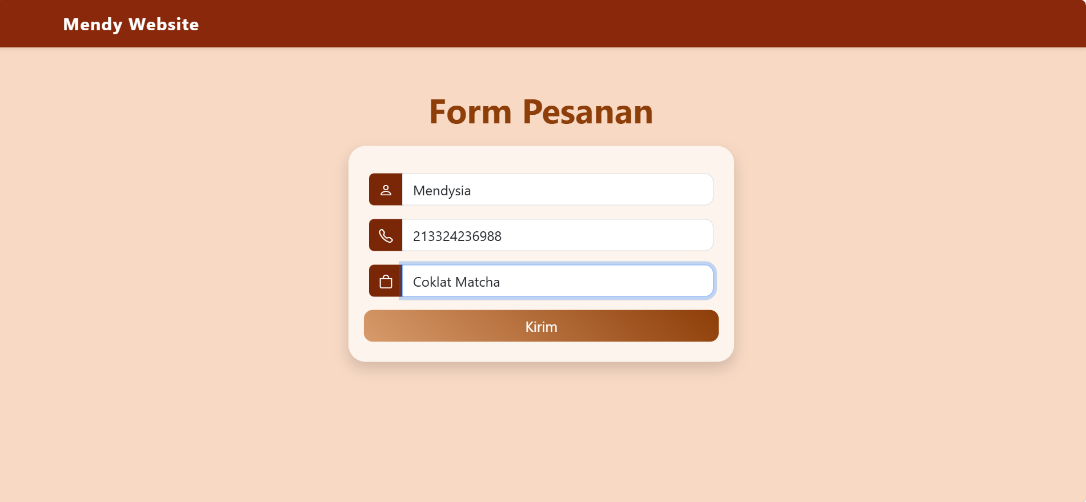 Mendy Website
Form Pesanan
Mendysia
213324236988
Coklat Matcha
Kirim